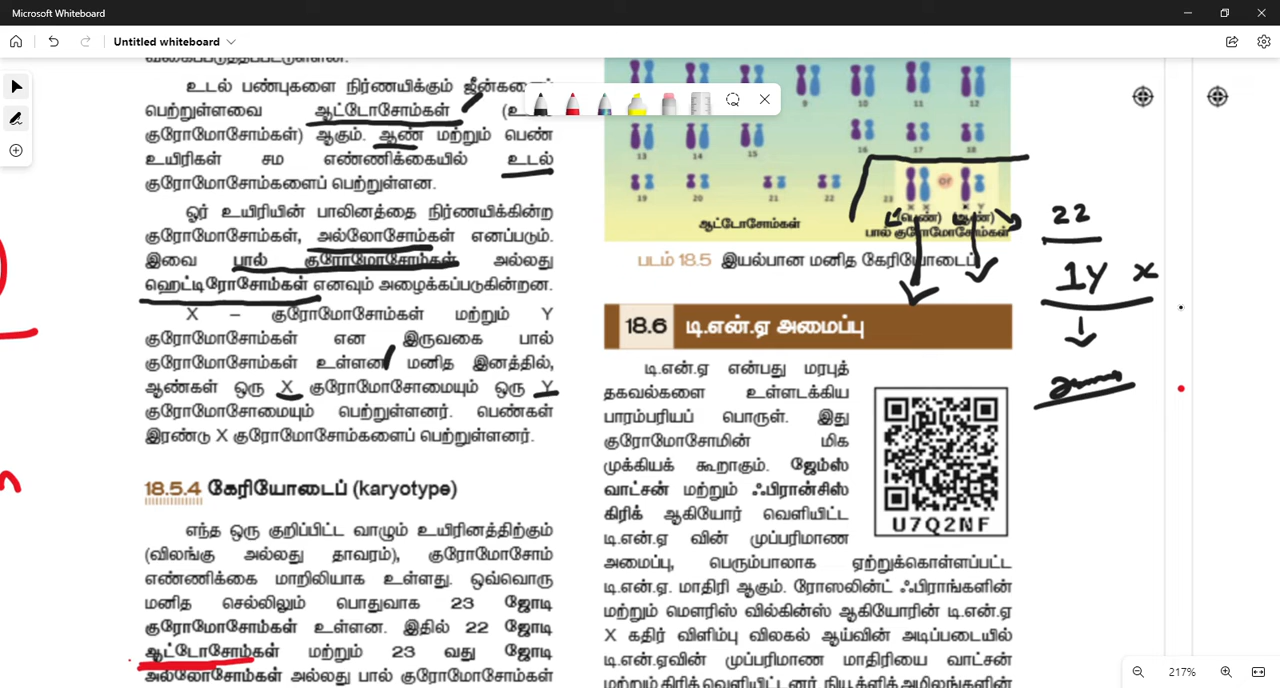 Microsoft Whiteboard
Untitled whiteboard
உடல் பண்புகளை நிர்ணயிக்கும் ஜீன்களைப்
பெற்றுள்ளவை ஆட்டோசோம்கள் (உடல்
குரோமோசோம்கள்) ஆகும். ஆண் மற்றும் பெண்
உயிரிகள் சம எண்ணிக்கையில் உடல்
குரோமோசோம்களைப் பெற்றுள்ளன.
ஓர் உயிரியின் பாலினத்தை நிர்ணயிக்கின்ற
குரோமோசோம்கள், அல்லோசோம்கள் எனப்படும்.
இவை பால் குரோமோசோம்கள் அல்லது
ஹெட்டிரோசோம்கள் எனவும் அழைக்கப்படுகின்றன.
X – குரோமோசோம்கள் மற்றும் Y
குரோமோசோம்கள் என இருவகை பால்
குரோமோசோம்கள் உள்ளன மனித இனத்தில்,
ஆண்கள் ஒரு X குரோமோசோமையும் ஒரு Y
குரோமோசோமையும் பெற்றுள்ளனர். பெண்கள்
இரண்டு X குரோமோசோம்களைப் பெற்றுள்ளனர்.
18.5.4 கேரியோடைப் (karyotype)
எந்த ஒரு குறிப்பிட்ட வாழும் உயிரினத்திற்கும்
(விலங்கு அல்லது தாவரம்), குரோமோசோம்
எண்ணிக்கை மாறிலியாக உள்ளது. ஒவ்வொரு
மனித செல்லிலும் பொதுவாக 23 ஜோடி
குரோமோசோம்கள் உள்ளன. இதில் 22 ஜோடி
ஆட்டோசோம்கள் மற்றும் 23 வது ஜோடி
அல்லோசோம்கள் அல்லது பால் குரோமோசோம்கள்
9 10 11 12
13 14 15 16 17 18
19 20 21 22 23 X X or X Y
(பெண்) (ஆண்)
ஆட்டோசோம்கள் பால் குரோமோசோம்கள்
படம் 18.5 இயல்பான மனித கேரியோடைப்
22
1Y X
18.6 டி.என்.ஏ அமைப்பு
டி.என்.ஏ என்பது மரபுத்
தகவல்களை உள்ளடக்கிய
பாரம்பரியப் பொருள். இது
குரோமோசோமின் மிக
முக்கியக் கூறாகும். ஜேம்ஸ்
வாட்சன் மற்றும் ஃபிரான்சிஸ்
கிரிக் ஆகியோர் வெளியிட்ட
டி.என்.ஏ வின் முப்பரிமாண
அமைப்பு, பெரும்பாலாக ஏற்றுக்கொள்ளப்பட்ட
டி.என்.ஏ. மாதிரி ஆகும். ரோஸலின்ட் ஃபிராங்களின்
மற்றும் மௌரிஸ் வில்கின்ஸ் ஆகியோரின் டி.என்.ஏ
X கதிர் விளிம்பு விலகல் ஆய்வின் அடிப்படையில்
டி.என்.ஏவின் முப்பரிமாண மாதிரியை வாட்சன்
மற்றும் கிரிக் வெளியிட்டனர் நியூக்ளிக் அமிலங்களின்
U7Q2NF
217%